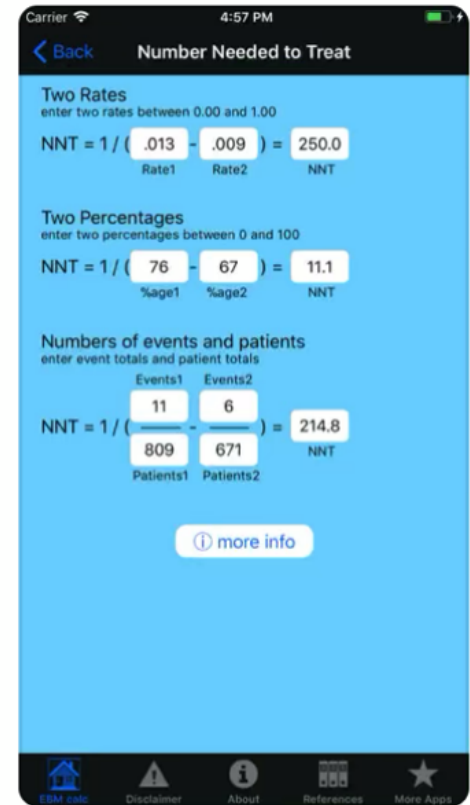 Carrier 4:57 PM
Back Number Needed to Treat
Two Rates
enter two rates between 0.00 and 1.00
NNT = 1 / ( .013 - .009 ) = 250.0
Rate1 Rate2 NNT
Two Percentages
enter two percentages between 0 and 100
NNT = 1 / ( 76 - 67 ) = 11.1
%age1 %age2 NNT
Numbers of events and patients
enter event totals and patient totals
Events1 Events2
11 6
NNT = 1 / ( - ) = 214.8
809 671 NNT
Patients1 Patients2
more info
EBM calc Disclaimer About References More Apps